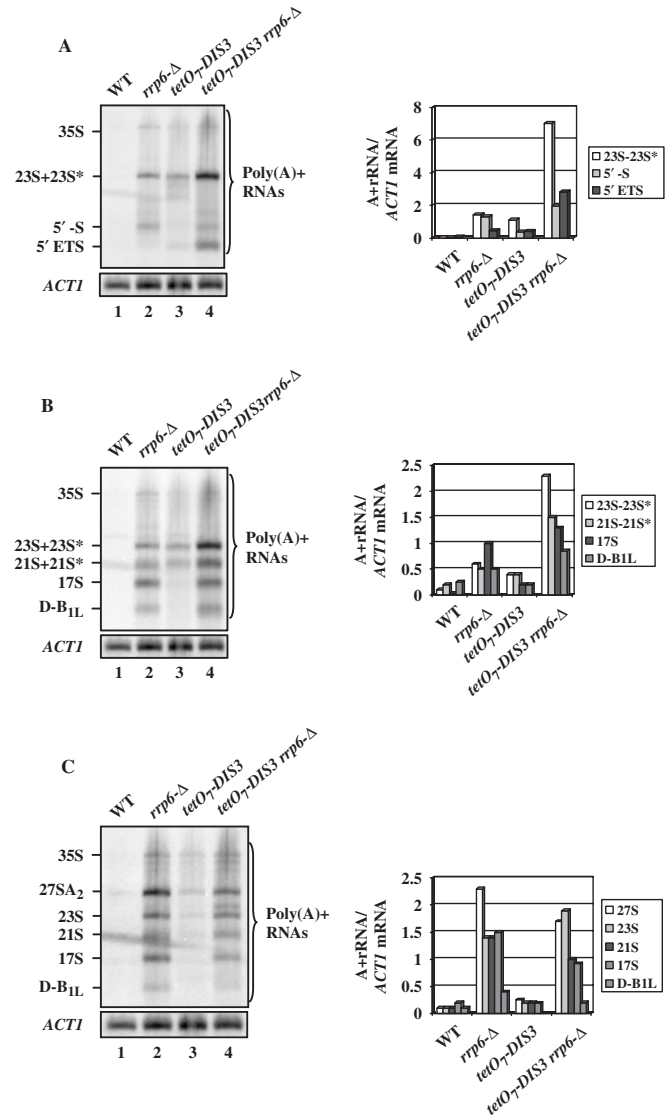 A
WT
rrp6-Δ
tetO7-DIS3
tetO7-DIS3 rrp6-Δ
35S
23S+23S*
5′ -S
5′ ETS
Poly(A)+
RNAs
ACT1
1 2 3 4
A+rRNA/
ACT1 mRNA
8
6
4
2
0
WT
rrp6-Δ
tetO7-DIS3
tetO7-DIS3 rrp6-Δ
23S-23S*
5′ -S
5′ ETS
B
WT
rrp6-Δ
tetO7-DIS3
tetO7-DIS3rrp6-Δ
35S
23S+23S*
21S+21S*
17S
D-B1L
Poly(A)+
RNAs
ACT1
1 2 3 4
A+rRNA/
ACT1 mRNA
2.5
2
1.5
1
0.5
0
WT
rrp6-Δ
tetO7-DIS3
tetO7-DIS3 rrp6-Δ
23S-23S*
21S-21S*
17S
D-B1L
C
WT
rrp6-Δ
tetO7-DIS3
tetO7-DIS3 rrp6-Δ
35S
27SA2
23S
21S
17S
D-B1L
Poly(A)+
RNAs
ACT1
1 2 3 4
A+rRNA/
ACT1 mRNA
2.5
2
1.5
1
0.5
0
WT
rrp6-Δ
tetO7-DIS3
tetO7-DIS3 rrp6-Δ
27S
23S
21S
17S
D-B1L